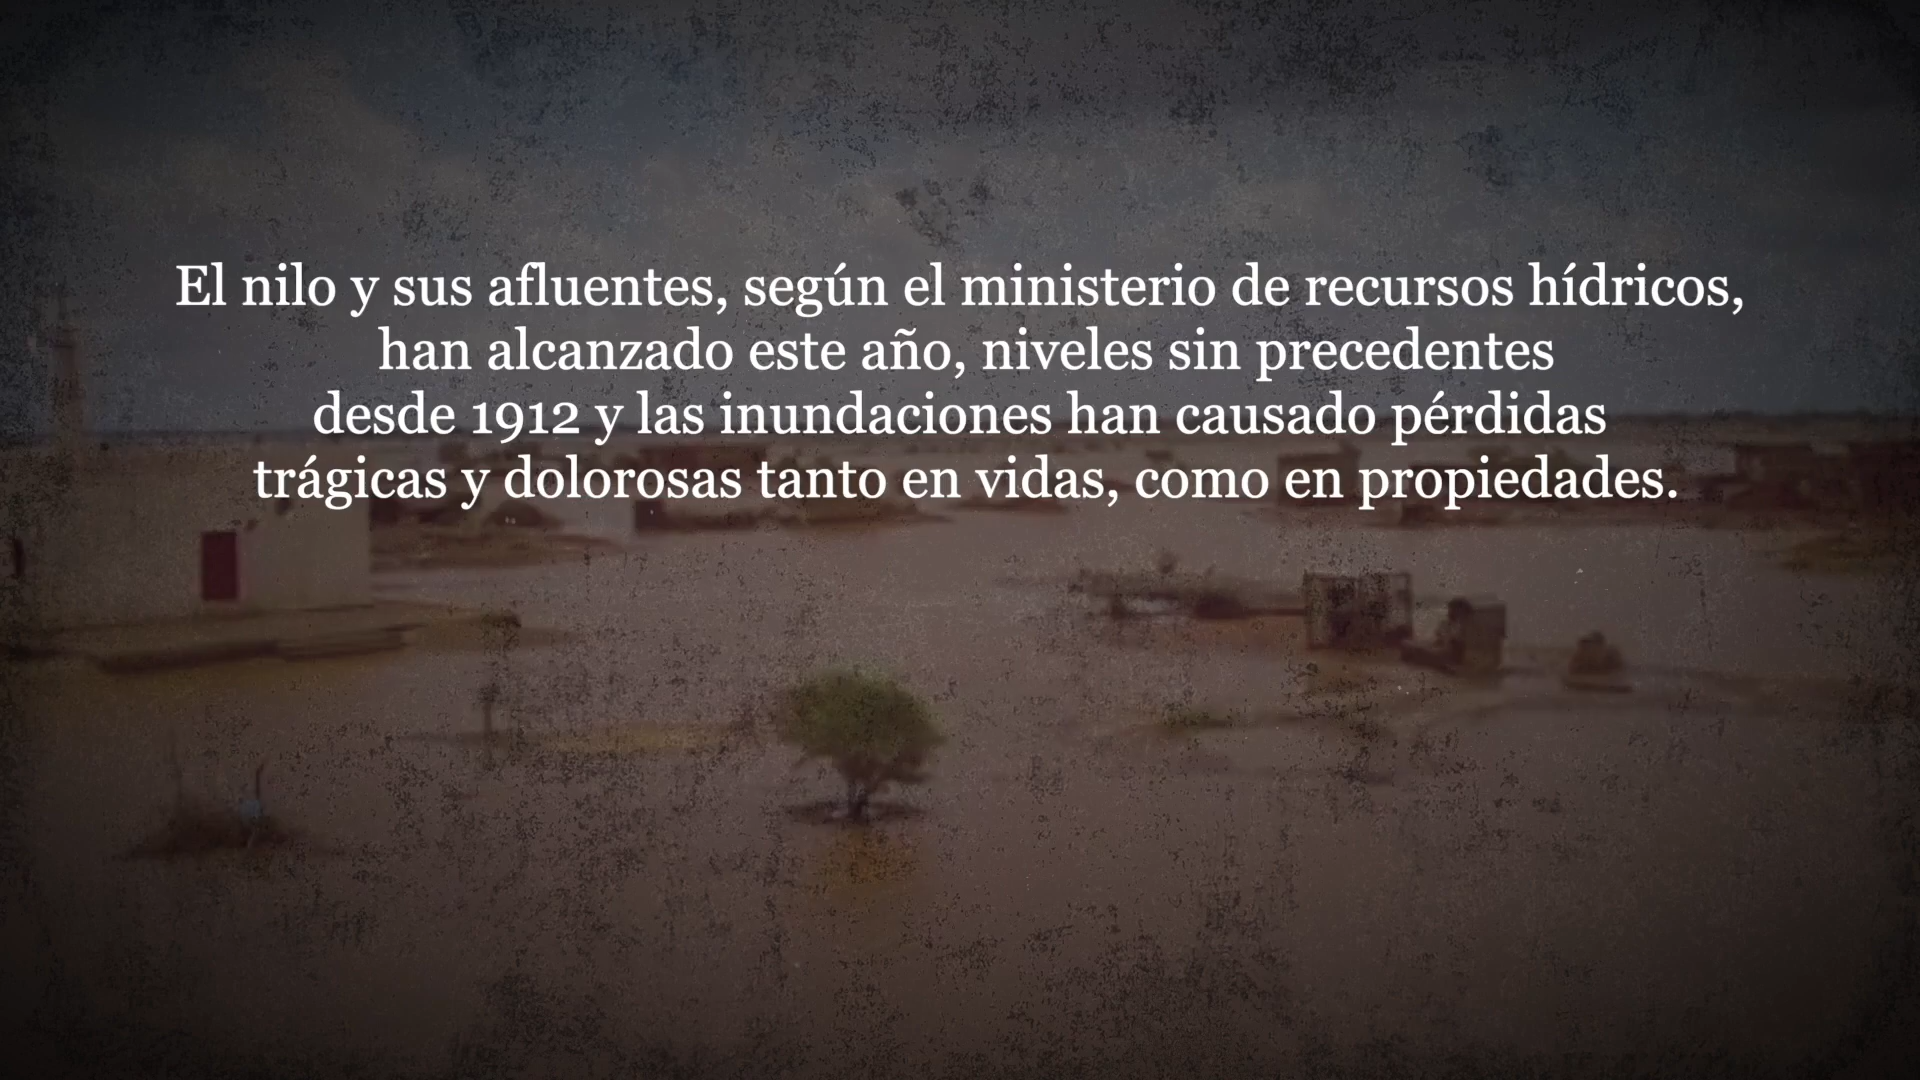 El nilo y sus afluentes, según el ministerio de recursos hídricos,
han alcanzado este año, niveles sin precedentes
desde 1912 y las inundaciones han causado pérdidas
trágicas y dolorosas tanto en vidas, como en propiedades.